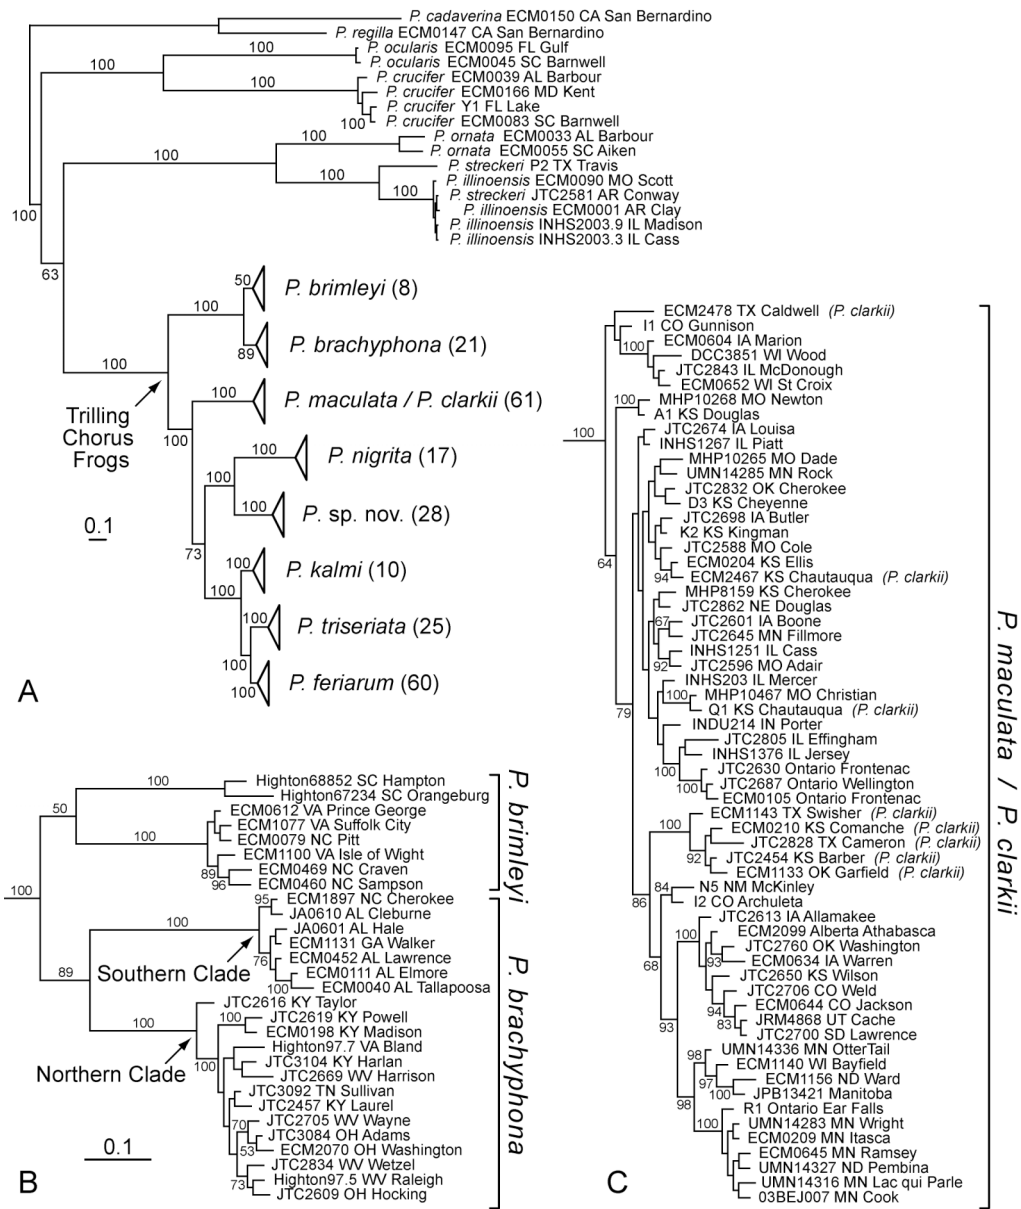 P. cadaverina ECM0150 CA San Bernardino
P. regilla ECM0147 CA San Bernardino
P. ocularis ECM0095 FL Gulf
100
P. ocularis ECM0045 SC Barnwell
100
P. crucifer ECM0039 AL Barbour
100
P. crucifer ECM0166 MD Kent
P. crucifer Y1 FL Lake
P. crucifer ECM0083 SC Barnwell
100
P. ornata ECM0033 AL Barbour
100
P. ornata ECM0055 SC Aiken
100
P. streckeri P2 TX Travis
100
P. illinoensis ECM0090 MO Scott
100
P. streckeri JTC2581 AR Conway
P. illinoensis ECM0001 AR Clay
100
P. illinoensis INHS2003.9 IL Madison
P. illinoensis INHS2003.3 IL Cass
63
50
P. brimleyi (8)
100
89
P. brachyphona (21)
100
Trilling
Chorus
Frogs
P. maculata / P. clarkii (61)
100
100
100
P. nigrita (17)
100
100
P. sp. nov. (28)
0.1
73
100
P. kalmi (10)
100
P. triseriata (25)
100
100
P. feriarum (60)
A
100
Highton68852 SC Hampton
Highton67234 SC Orangeburg
50
ECM0612 VA Prince George
ECM1077 VA Suffolk City
100
ECM0079 NC Pitt
ECM1100 VA Isle of Wight
89
ECM0469 NC Craven
96
ECM0460 NC Sampson
P. brimleyi
100
95
ECM1897 NC Cherokee
JA0610 AL Cleburne
100
JA0601 AL Hale
ECM1131 GA Walker
76
ECM0452 AL Lawrence
ECM0111 AL Elmore
100
ECM0040 AL Tallapoosa
Southern Clade
89
JTC2616 KY Taylor
100
JTC2619 KY Powell
100
ECM0198 KY Madison
Highton97.7 VA Bland
100
JTC3104 KY Harlan
JTC2669 WV Harrison
Northern Clade
JTC3092 TN Sullivan
JTC2457 KY Laurel
70
JTC2705 WV Wayne
JTC3084 OH Adams
53
ECM2070 OH Washington
JTC2834 WV Wetzel
73
Highton97.5 WV Raleigh
JTC2609 OH Hocking
P. brachyphona
0.1
B
ECM2478 TX Caldwell (P. clarkii)
I1 CO Gunnison
ECM0604 IA Marion
100
DCC3851 WI Wood
JTC2843 IL McDonough
ECM0652 WI St Croix
100
MHP10268 MO Newton
A1 KS Douglas
JTC2674 IA Louisa
100
INHS1267 IL Piatt
MHP10265 MO Dade
UMN14285 MN Rock
JTC2832 OK Cherokee
D3 KS Cheyenne
JTC2698 IA Butler
K2 KS Kingman
JTC2588 MO Cole
64
ECM0204 KS Ellis
94
ECM2467 KS Chautauqua (P. clarkii)
MHP8159 KS Cherokee
JTC2862 NE Douglas
67
JTC2601 IA Boone
JTC2645 MN Fillmore
INHS1251 IL Cass
92
JTC2596 MO Adair
INHS203 IL Mercer
100
MHP10467 MO Christian
79
Q1 KS Chautauqua (P. clarkii)
INDU214 IN Porter
JTC2805 IL Effingham
INHS1376 IL Jersey
100
JTC2630 Ontario Frontenac
100
JTC2687 Ontario Wellington
ECM0105 Ontario Frontenac
ECM1143 TX Swisher (P. clarkii)
100
ECM0210 KS Comanche (P. clarkii)
JTC2828 TX Cameron (P. clarkii)
92
JTC2454 KS Barber (P. clarkii)
ECM1133 OK Garfield (P. clarkii)
86
84
N5 NM McKinley
I2 CO Archuleta
JTC2613 IA Allamakee
100
ECM2099 Alberta Athabasca
JTC2760 OK Washington
93
ECM0634 IA Warren
68
JTC2650 KS Wilson
JTC2706 CO Weld
94
ECM0644 CO Jackson
83
JRM4868 UT Cache
93
JTC2700 SD Lawrence
98
UMN14336 MN OtterTail
ECM1140 WI Bayfield
97
ECM1156 ND Ward
100
JPB13421 Manitoba
98
R1 Ontario Ear Falls
100
UMN14283 MN Wright
ECM0209 MN Itasca
ECM0645 MN Ramsey
UMN14327 ND Pembina
UMN14316 MN Lac qui Parle
03BEJ007 MN Cook
P. maculata / P. clarkii
C